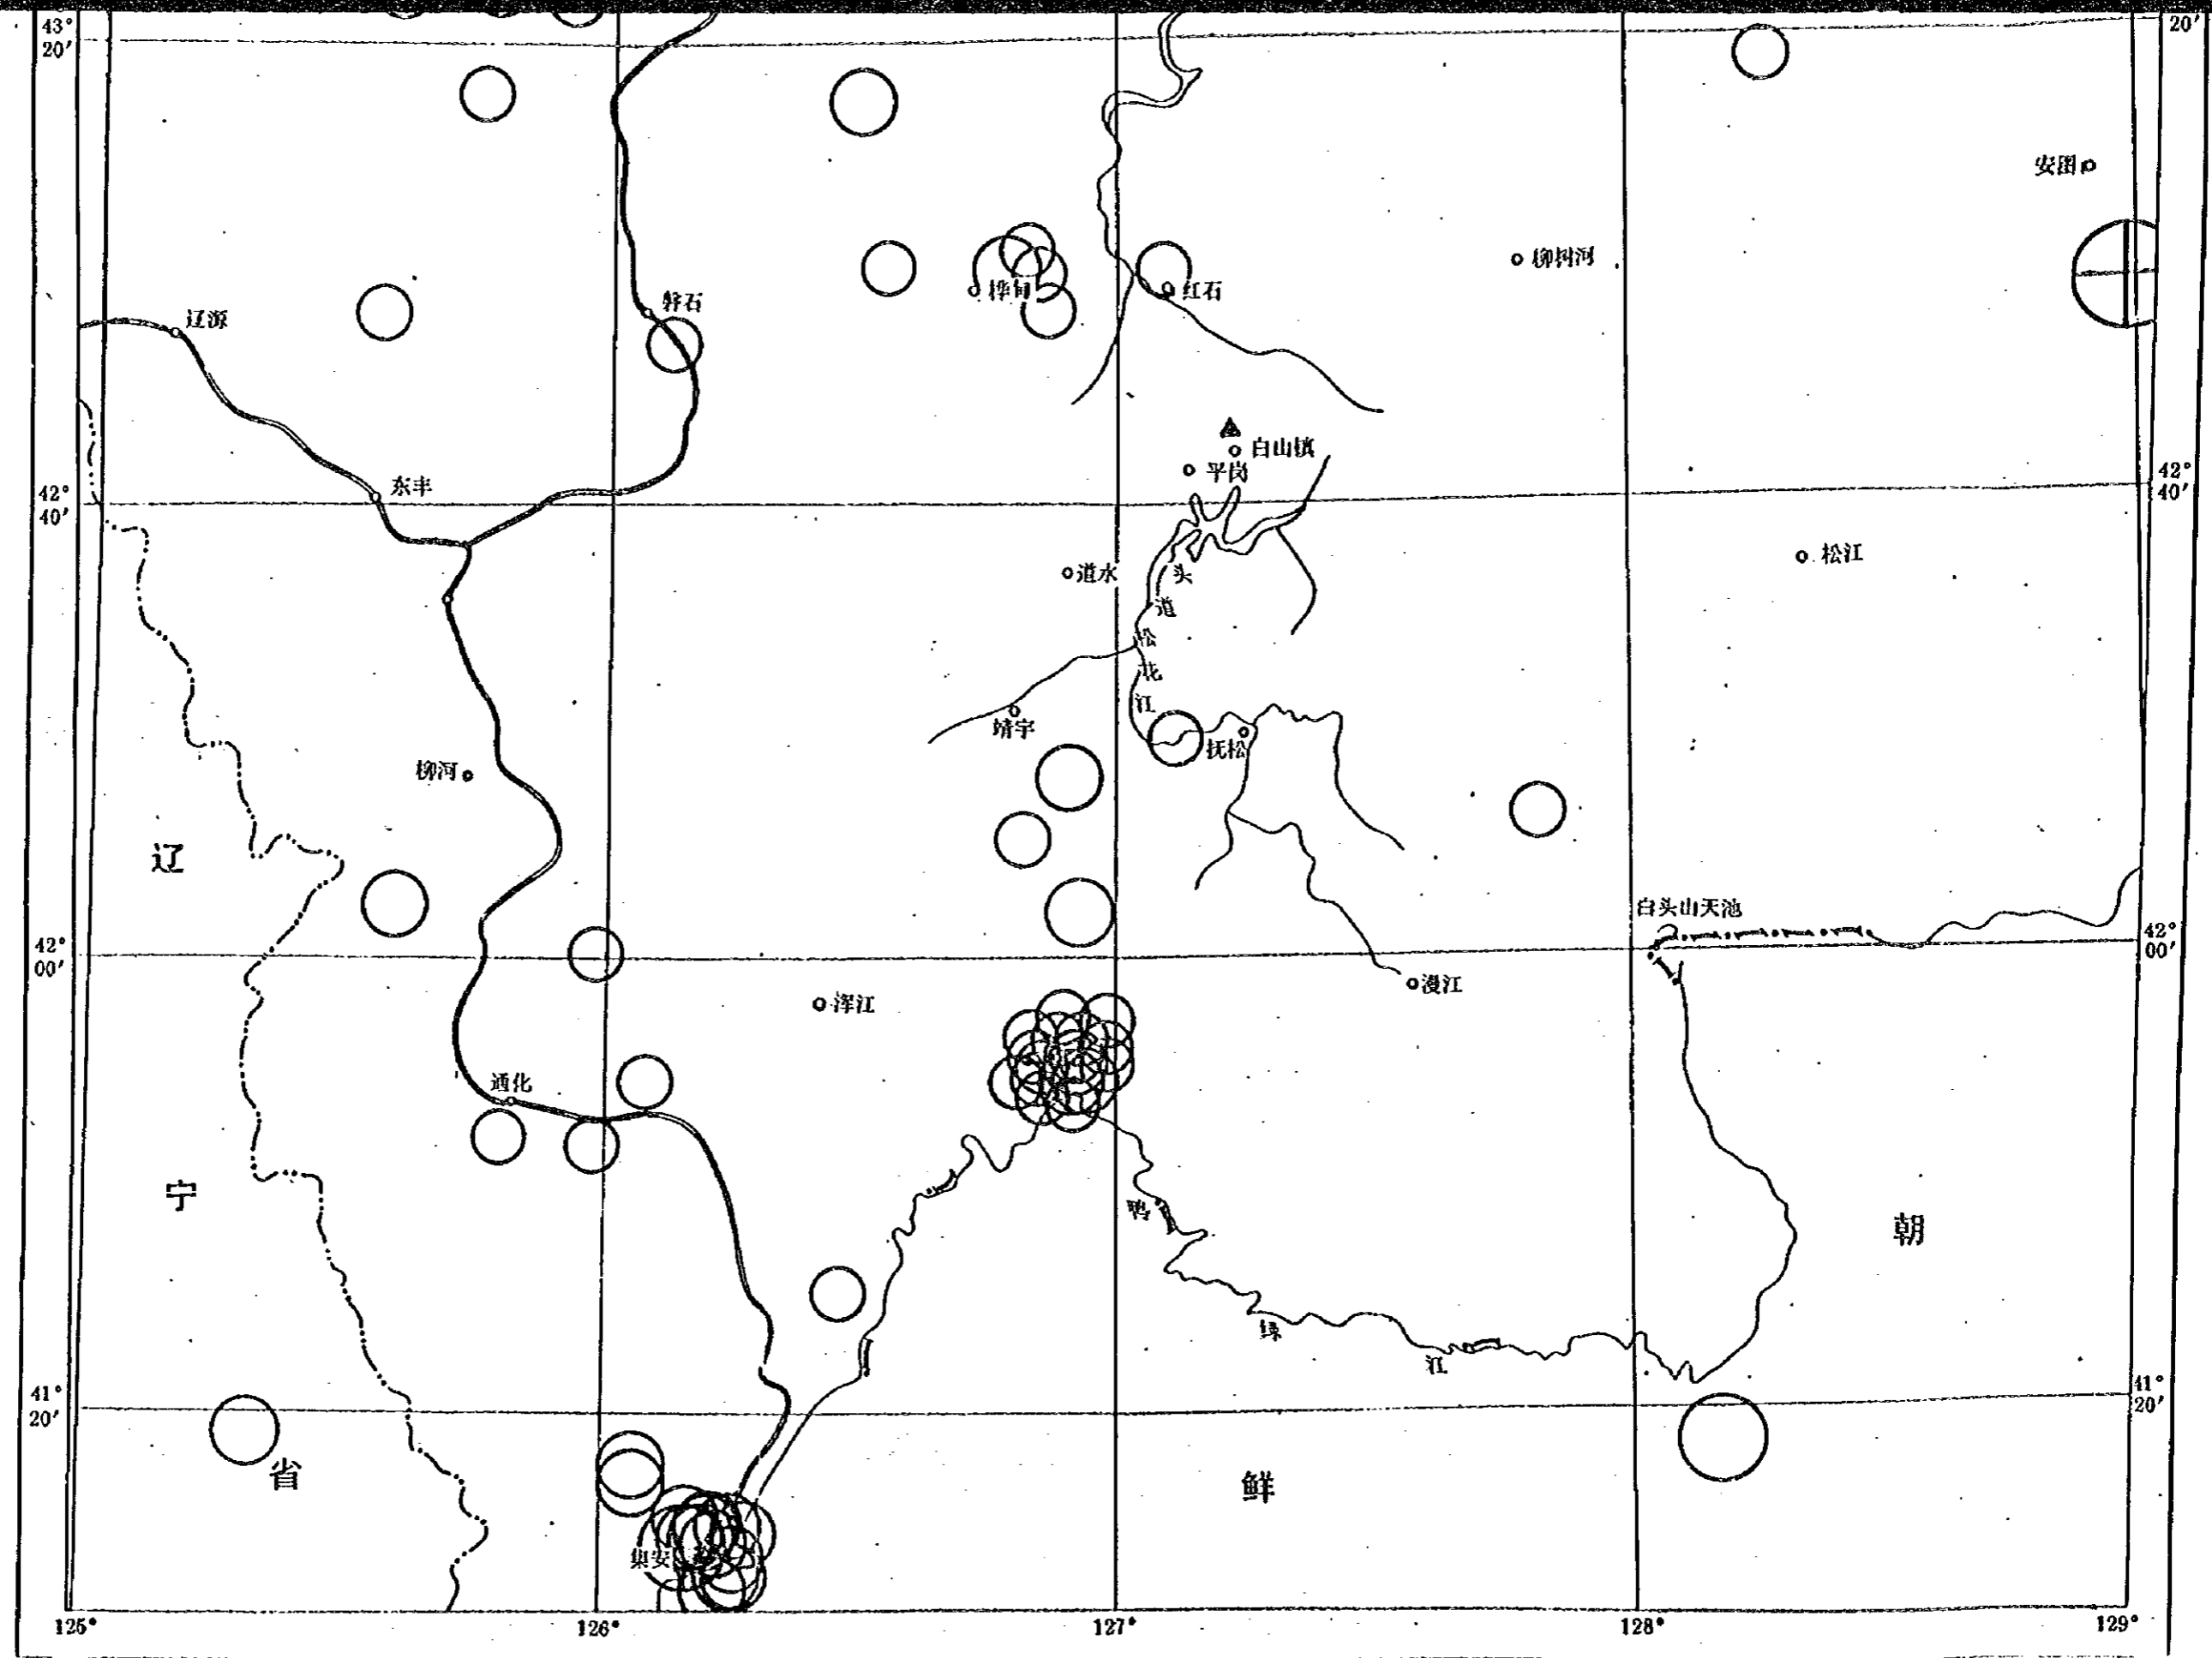 43°
20′
20′
安图
柳树河
桦甸
红石
磐石
辽源
白山镇
平岗
东丰
42°
40′
42°
40′
松江
道水
头
道
松
花
江
靖宇
抚松
柳河
辽
白头山天池
42°
00′
42°
00′
漫江
浑江
通化
宁
鸭
朝
绿
江
41°
20′
41°
20′
省
鲜
集安
125°
126°
127°
128°
129°